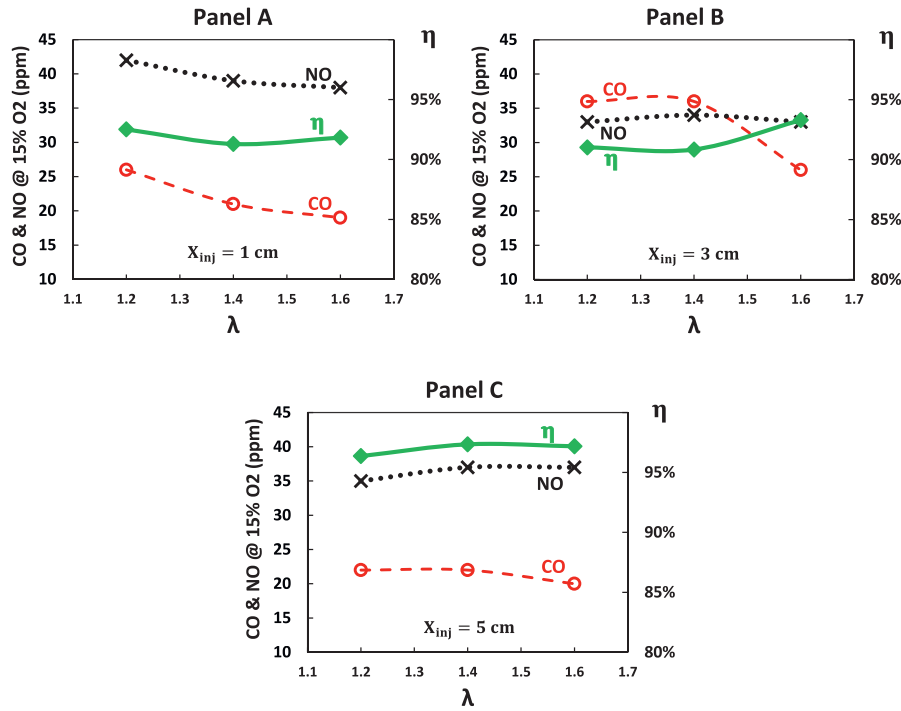 Panel A
η
CO & NO @ 15% O2 (ppm)
45
40
35
30
25
20
15
10
95%
90%
85%
80%
NO
η
CO
X_inj = 1 cm
1.1 1.2 1.3 1.4 1.5 1.6 1.7
λ
Panel B
η
CO & NO @ 15% O2 (ppm)
45
40
35
30
25
20
15
10
95%
90%
85%
80%
CO
NO
η
X_inj = 3 cm
1.1 1.2 1.3 1.4 1.5 1.6 1.7
λ
Panel C
η
CO & NO @ 15% O2 (ppm)
45
40
35
30
25
20
15
10
95%
90%
85%
80%
η
NO
CO
X_inj = 5 cm
1.1 1.2 1.3 1.4 1.5 1.6 1.7
λ